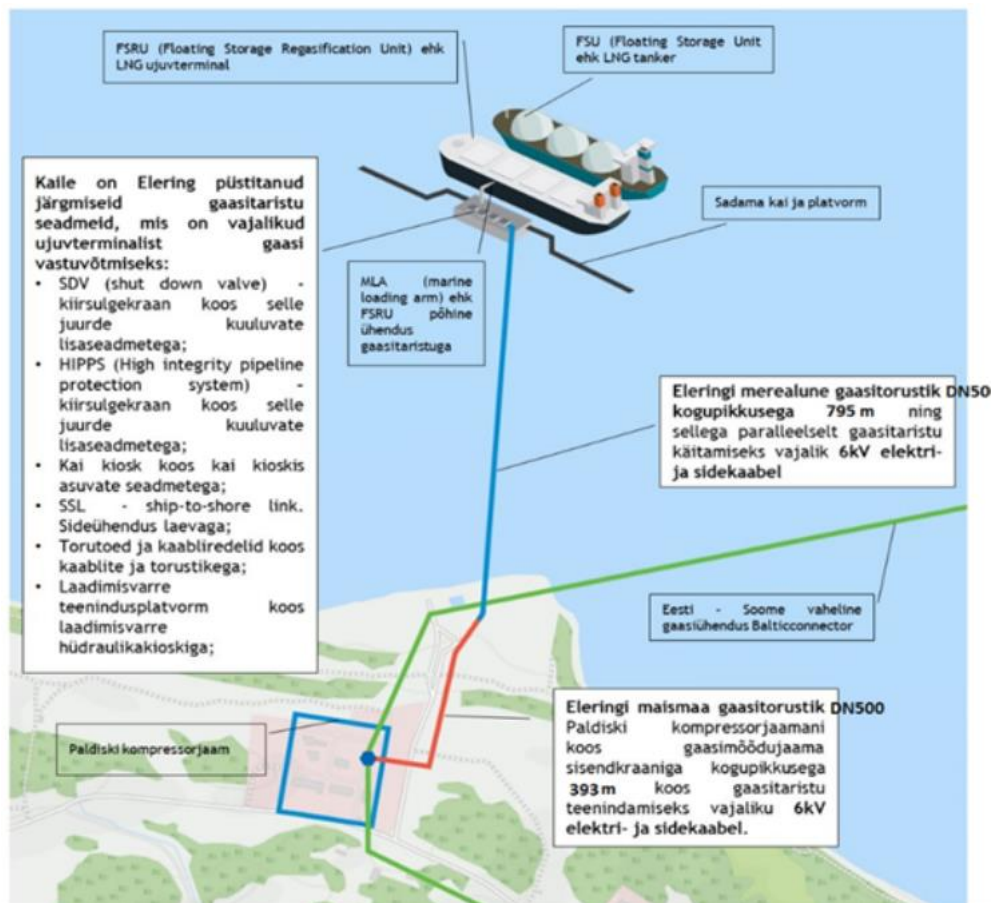 FSRU (Floating Storage Regasification Unit) ehk
LNG ujuvterminal
FSU (Floating Storage Unit
ehk LNG tanker
Kaile on Elering püstitanud
järgmiseid gaasitaristu
seadmeid, mis on vajalikud
ujuvterminalist gaasi
vastuvõtmiseks:
• SDV (shut down valve) -
kiirsulgekraan koos selle
juurde kuuluvate
lisaseadmetega;
• HIPPS (High integrity pipeline
protection system) -
kiirsulgekraan koos selle
juurde kuuluvate
lisaseadmetega;
• Kai kiosk koos kai kioskis
asuvate seadmetega;
• SSL - ship-to-shore link.
Sideühendus laevaga;
• Torutoed ja kaabliredelid koos
kaablite ja torustikega;
• Laadimisvarre
teenindusplatvorm koos
laadimisvarre
hüdraulikakioskiga;
Sadama kai ja platvorm
MLA (marine
loading arm) ehk
FSRU põhine
ühendus
gaasitaristuga
Eleringi merealune gaasitorustik DN50
kogupikkusega 795 m ning
sellega paralleelselt gaasitaristu
käitamiseks vajalik 6kV elektri-
ja sidekaabel
Eesti - Soome vaheline
gaasiühendus Balticconnector
Paldiski kompressorjaam
Eleringi maismaa gaasitorustik DN500
Paldiski kompressorjaamani
koos gaasimõõdujaama
sisendkraaniga kogupikkusega
393 m koos gaasitaristu
teenindamiseks vajaliku 6kV
elektri- ja sidekaabel.